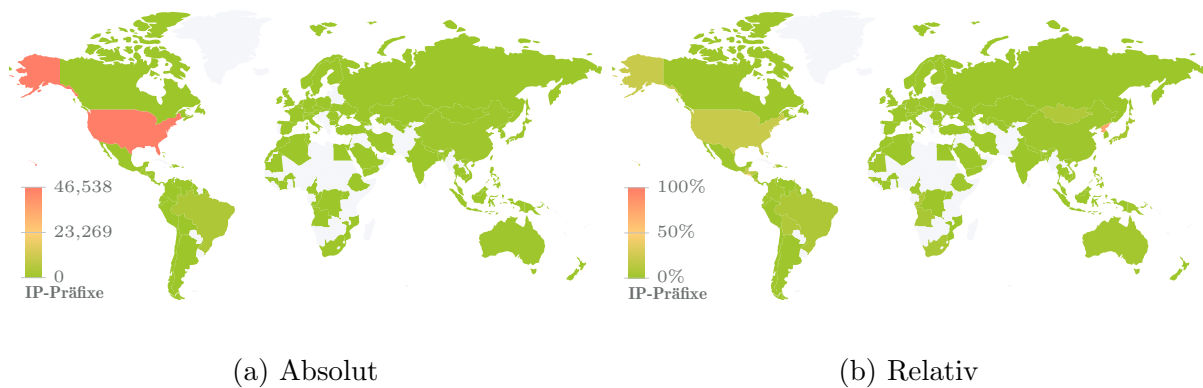 46,538
23,269
0
IP-Präfixe
100%
50%
0%
IP-Präfixe
(a) Absolut
(b) Relativ